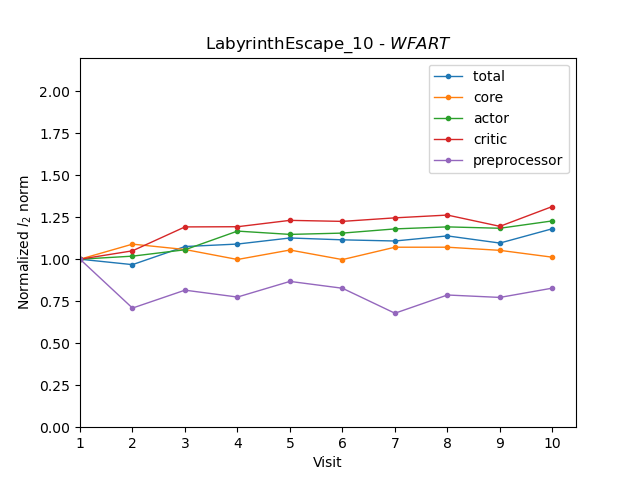 LabyrinthEscape_10 - WFART
total
core
actor
critic
preprocessor
Normalized l2 norm
2.00
1.75
1.50
1.25
1.00
0.75
0.50
0.25
0.00
1 2 3 4 5 6 7 8 9 10
Visit